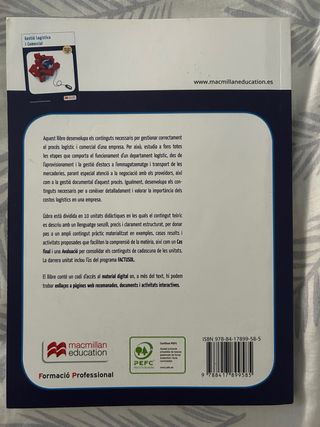 Gestió Logística
i Comercial
www.macmillaneducation.es
Aquest llibre desenvolupa els continguts necessaris per gestionar correctament
el procés logístic i comercial d'una empresa. Per això, estudia a fons totes
les etapes que comporta el funcionament d'un departament logístic, des de
l'aprovisionament i la gestió d'estocs a l'emmagatzematge i transport de les
mercaderies, parant especial atenció a la negociació amb els proveïdors, així
com a la gestió documental d'aquest procés. Igualment, desenvolupa els con-
tinguts necessaris per a conèixer detalladament i valorar la importància dels
costos logístics en una empresa.
L'obra està dividida en 10 unitats didàctiques en les quals el contingut teòric
es descriu amb un llenguatge senzill, precís i clarament estructurat, per donar
pas a un ampli contingut pràctic materialitzat en exemples, casos resolts i
activitats proposades que faciliten la comprensió de la matèria, així com un Cas
final i una Avaluació per consolidar els continguts de cadascuna de les unitats.
La darrera unitat inclou l'ús del programa FACTUSOL.
El llibre conté un codi d'accés al material digital on, a més del text, hi podem
trobar enllaços a pàgines web recomanades, documents i activitats interactives.
macmillan
education
Formació Professional
PEFC
www.pefc.es
ISBN 978-84-17899-58-5
9 788417 899585